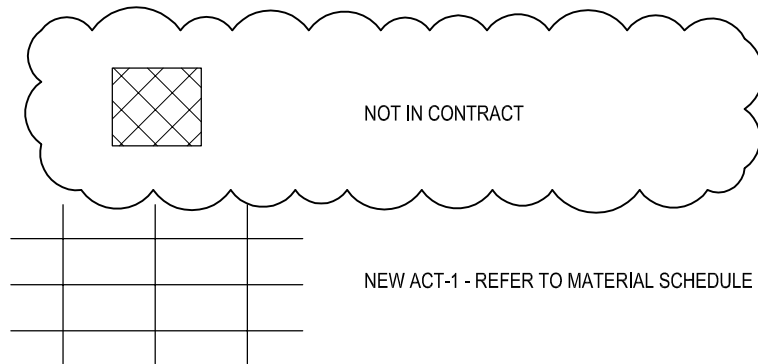 NOT IN CONTRACT
NEW ACT-1 - REFER TO MATERIAL SCHEDULE